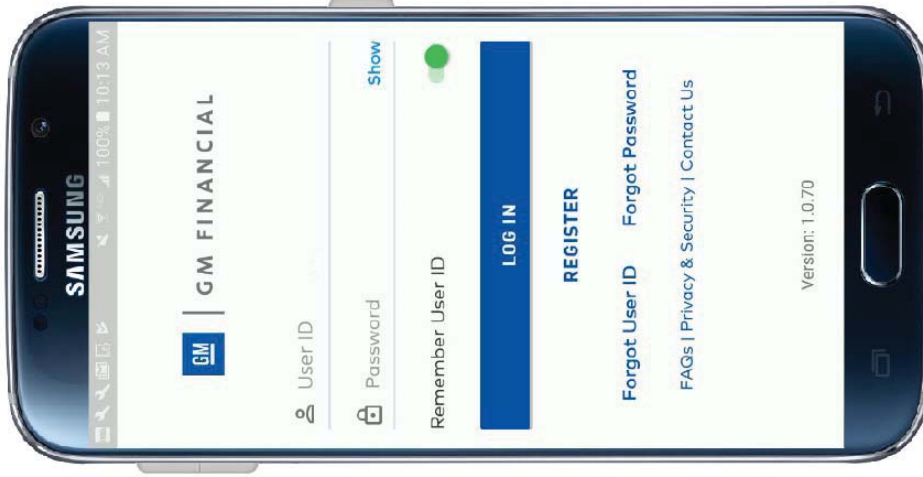 SAMSUNG
100% 10:13 AM
GM GM FINANCIAL
User ID
Password Show
Remember User ID
LOG IN
REGISTER
Forgot User ID Forgot Password
FAQs | Privacy & Security | Contact Us
Version: 1.0.70